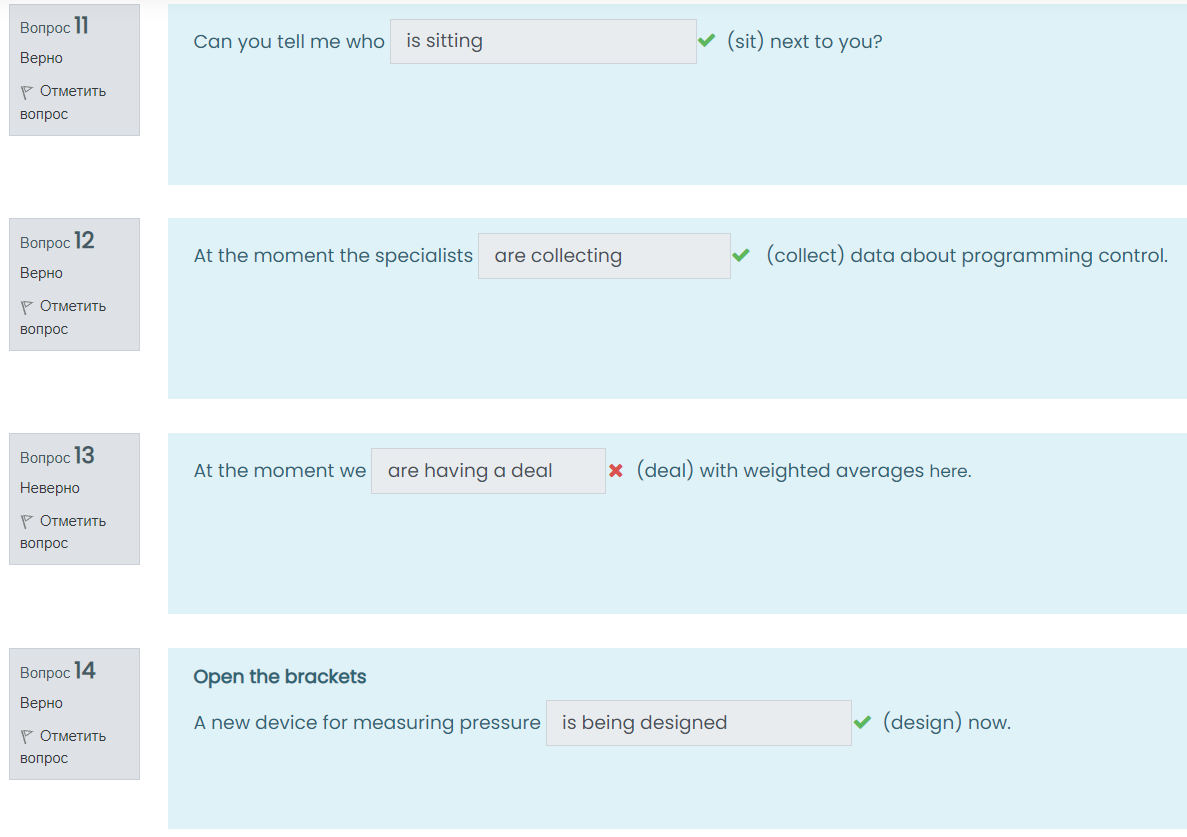 Вопрос 11
Верно
Отметить
вопрос
Can you tell me who is sitting (sit) next to you?
Вопрос 12
Верно
Отметить
вопрос
At the moment the specialists are collecting (collect) data about programming control.
Вопрос 13
Неверно
Отметить
вопрос
At the moment we are having a deal (deal) with weighted averages here.
Вопрос 14
Верно
Отметить
вопрос
Open the brackets
A new device for measuring pressure is being designed (design) now.